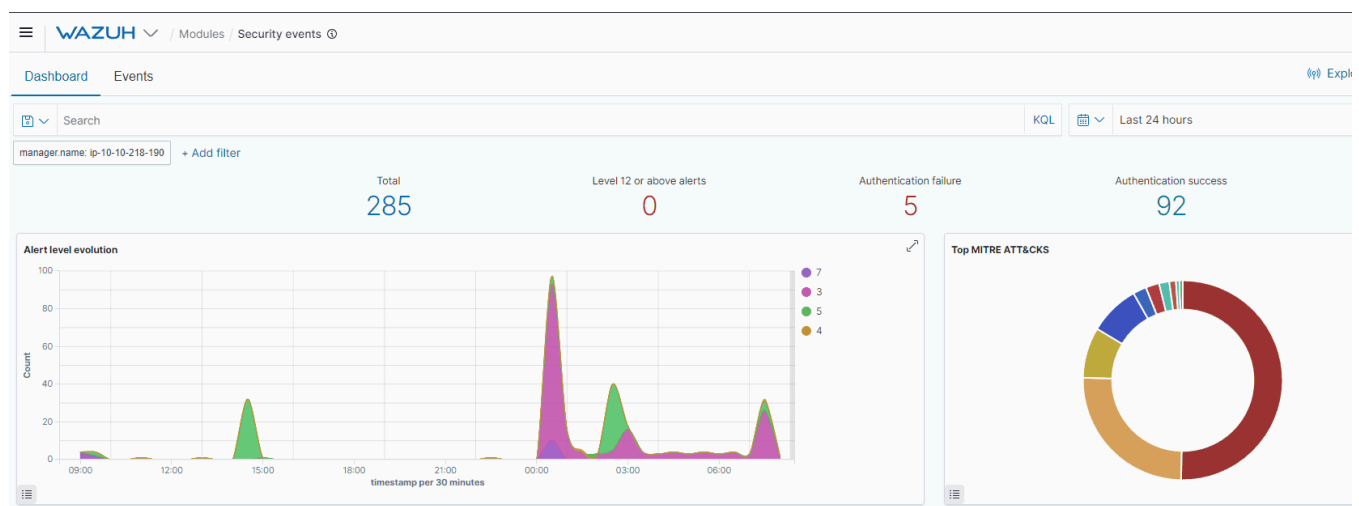 WAZUH / Modules / Security events
Dashboard Events
Search KQL Last 24 hours
manager.name: ip-10-10-218-190 + Add filter
Total
285
Level 12 or above alerts
0
Authentication failure
5
Authentication success
92
Alert level evolution
100
80
60
40
20
0
Count
09:00 12:00 15:00 18:00 21:00 00:00 03:00 06:00
timestamp per 30 minutes
7
3
5
4
Top MITRE ATT&CKS